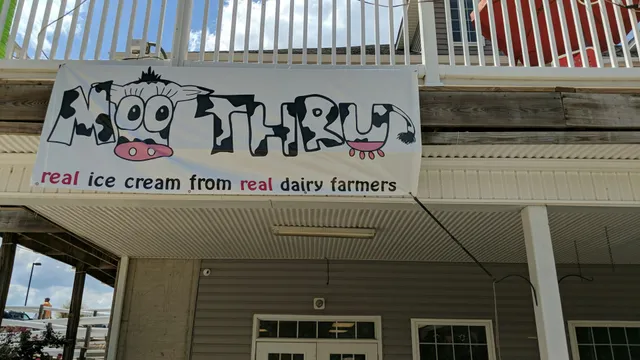 MOO THRU
real ice cream from real dairy farmers